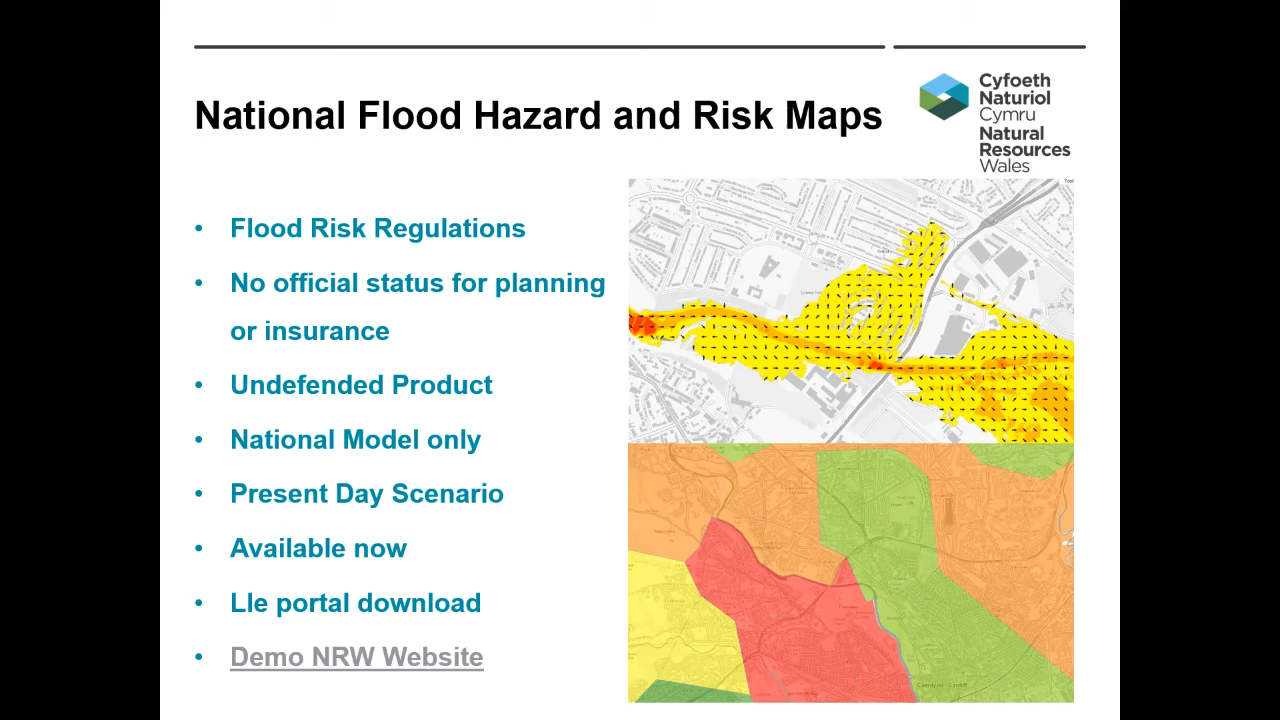 National Flood Hazard and Risk Maps
Cyfoeth
Naturiol
Cymru
Natural
Resources
Wales
• Flood Risk Regulations
• No official status for planning
or insurance
• Undefended Product
• National Model only
• Present Day Scenario
• Available now
• Lle portal download
• Demo NRW Website